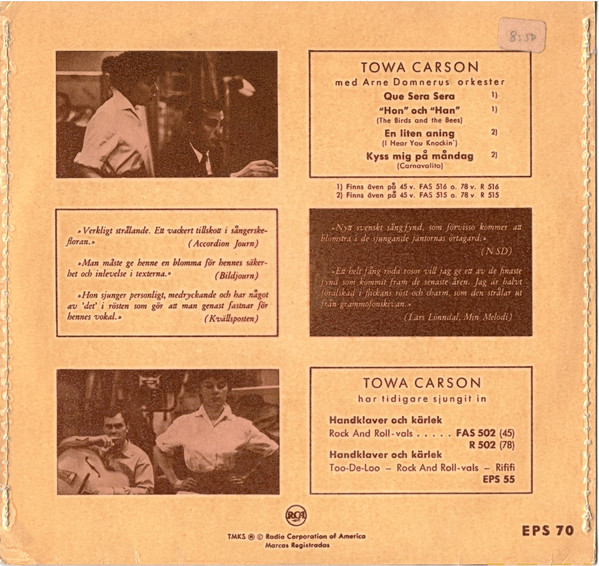 8:50
TOWA CARSON
med Arne Domnerus' orkester
Que Sera Sera 1)
"Hon" och "Han" 1)
(The Birds and the Bees)
En liten aning 2)
(I Hear You Knockin')
Kyss mig på måndag 2)
(Carnavalito)
1) Finns även på 45 v. FAS 516 o. 78 v. R 516
2) Finns även på 45 v. FAS 515 o. 78 v. R 515
»Verkligt strålande. Ett vackert tillskott i sångerske-
floran.»
(Accordion Journ)
»Man måste ge henne en blomma för hennes säker-
het och inlevelse i texterna.» (Bildjourn)
»Hon sjunger personligt, medryckande och har något
av 'det' i rösten som gör att man genast fastnar för
hennes vokal.» (Kvällsposten)
»Nytt svenskt sångfynd, som förvisso kommer att
blomstra i de sjungande jäntornas örtagård.»
(NSD)
»Ett helt fång röda rosor vill jag ge ett av de finaste
fynd som kommit fram de senaste åren. Jag är halvt
förälskad i flickans röst och charm, som den strålar ut
från grammofonskivan.»
(Lars Lönndal, Min Melodi)
TOWA CARSON
har tidigare sjungit in
Handklaver och kärlek
Rock And Roll-vals ..... FAS 502 (45)
R 502 (78)
Handklaver och kärlek
Too-De-Loo – Rock And Roll-vals – Rififi
EPS 55
RCA
TMKS ® © Radio Corporation of America
Marcas Registradas
EPS 70